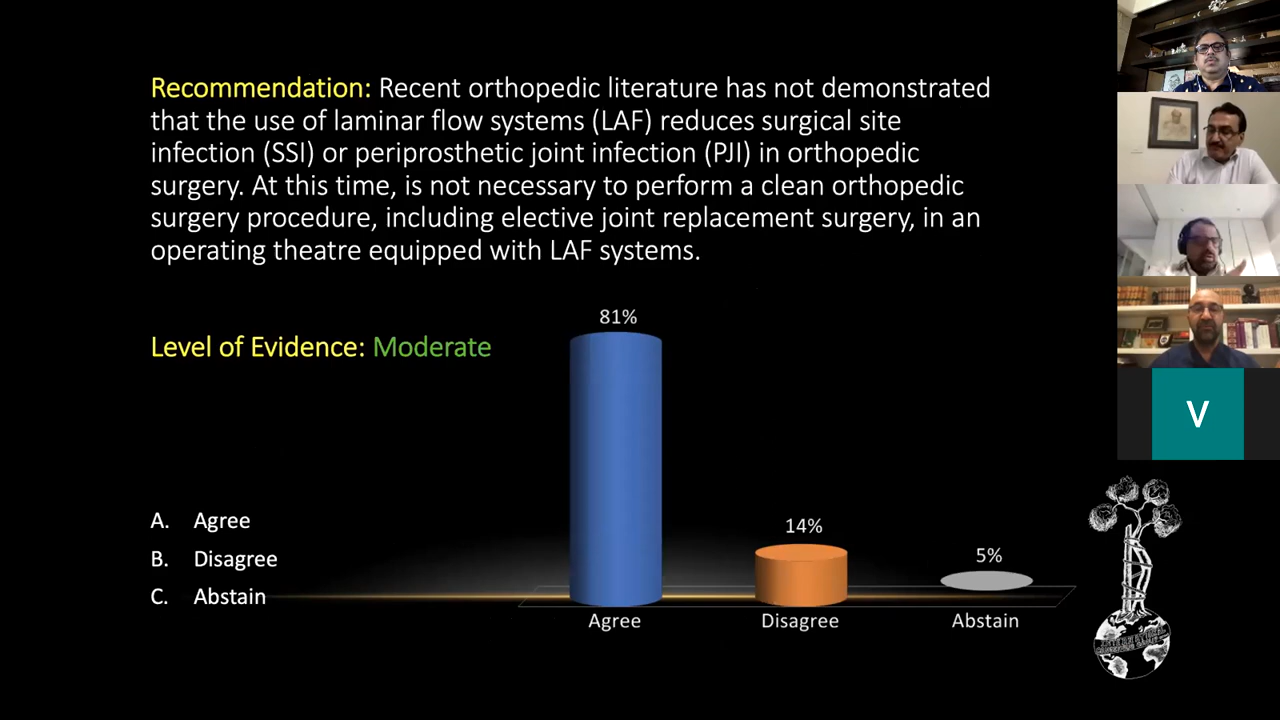 Recommendation: Recent orthopedic literature has not demonstrated
that the use of laminar flow systems (LAF) reduces surgical site
infection (SSI) or periprosthetic joint infection (PJI) in orthopedic
surgery. At this time, is not necessary to perform a clean orthopedic
surgery procedure, including elective joint replacement surgery, in an
operating theatre equipped with LAF systems.
Level of Evidence: Moderate
81%
14%
5%
A. Agree
B. Disagree
C. Abstain
Agree
Disagree
Abstain
V